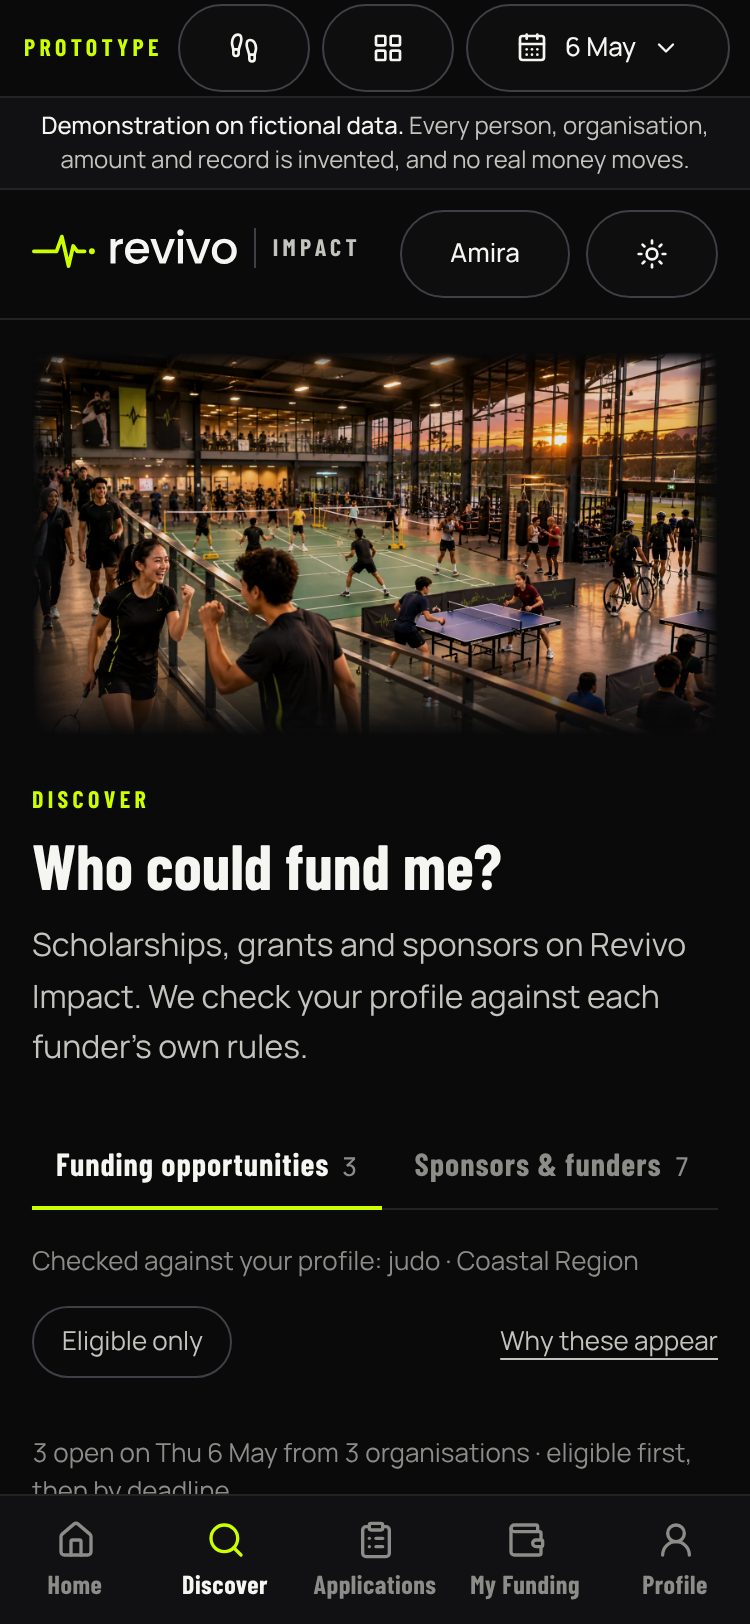 PROTOTYPE
6 May
Demonstration on fictional data. Every person, organisation,
amount and record is invented, and no real money moves.
revivo IMPACT
Amira
DISCOVER
Who could fund me?
Scholarships, grants and sponsors on Revivo
Impact. We check your profile against each
funder's own rules.
Funding opportunities 3
Sponsors & funders 7
Checked against your profile: judo · Coastal Region
Eligible only
Why these appear
3 open on Thu 6 May from 3 organisations · eligible first,
then by deadline
Home
Discover
Applications
My Funding
Profile